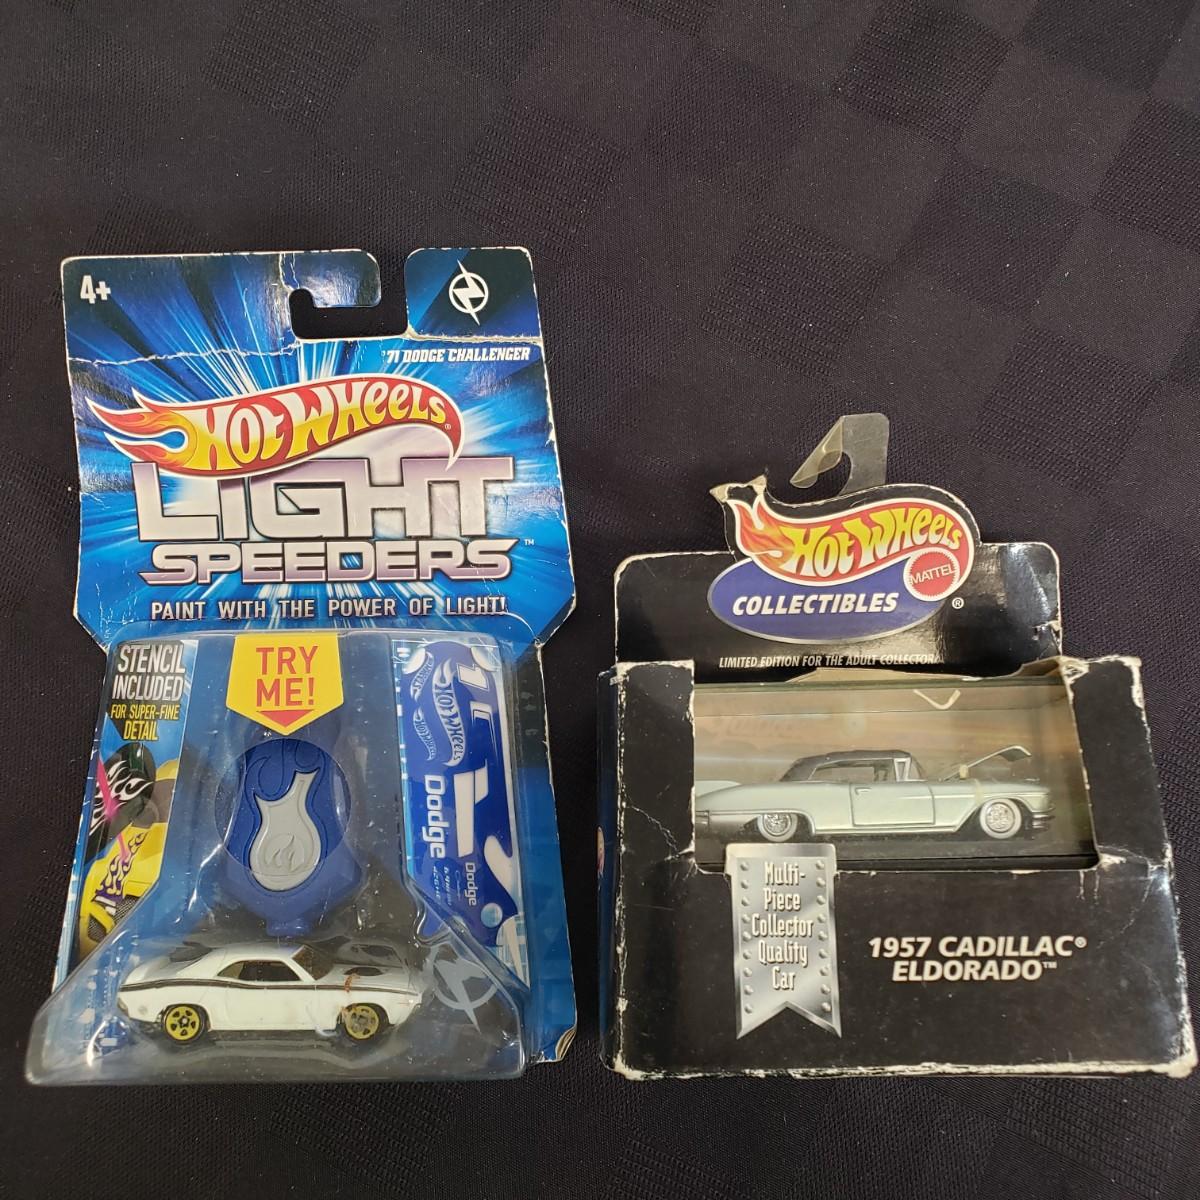 4+
'71 DODGE CHALLENGER
HOT WHEELS®
LIGHT
SPEEDERS™
PAINT WITH THE POWER OF LIGHT!
STENCIL
INCLUDED
FOR SUPER-FINE
DETAIL
TRY
ME!
HOT WHEELS
Dodge
Dodge
HOT WHEELS
MATTEL
COLLECTIBLES ®
LIMITED EDITION FOR THE ADULT COLLECTOR
Multi-
Piece
Collector
Quality
Car
1957 CADILLAC®
ELDORADO™